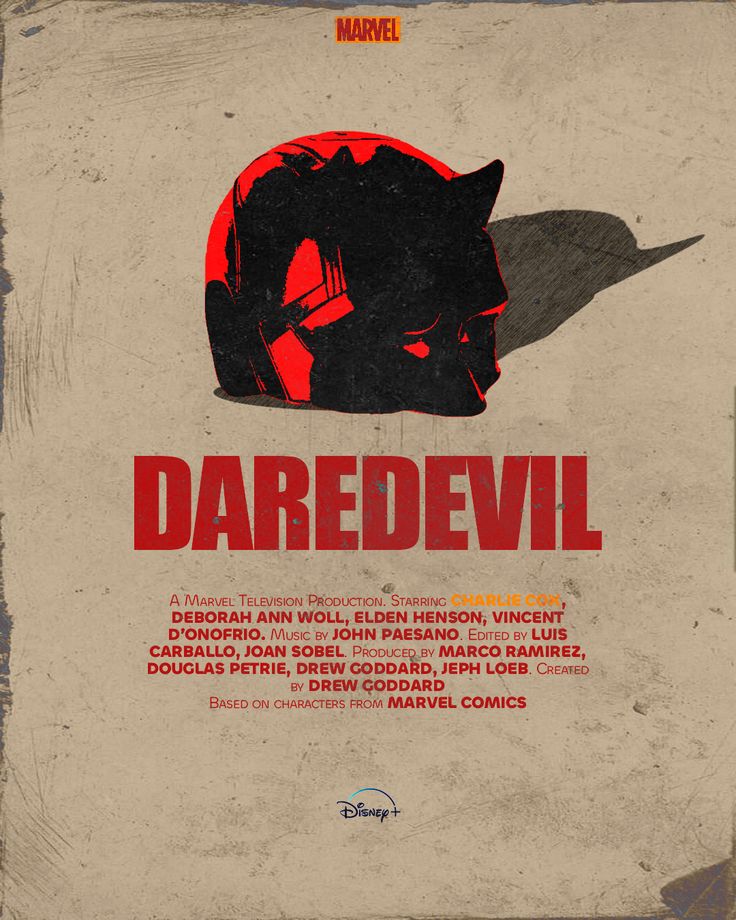 MARVEL
DAREDEVIL
A Marvel Television Production. Starring CHARLIE COX,
DEBORAH ANN WOLL, ELDEN HENSON, VINCENT
D'ONOFRIO. Music by JOHN PAESANO. Edited by LUIS
CARBALLO, JOAN SOBEL. Produced by MARCO RAMIREZ,
DOUGLAS PETRIE, DREW GODDARD, JEPH LOEB. Created
by DREW GODDARD
Based on characters from MARVEL COMICS
Disney+